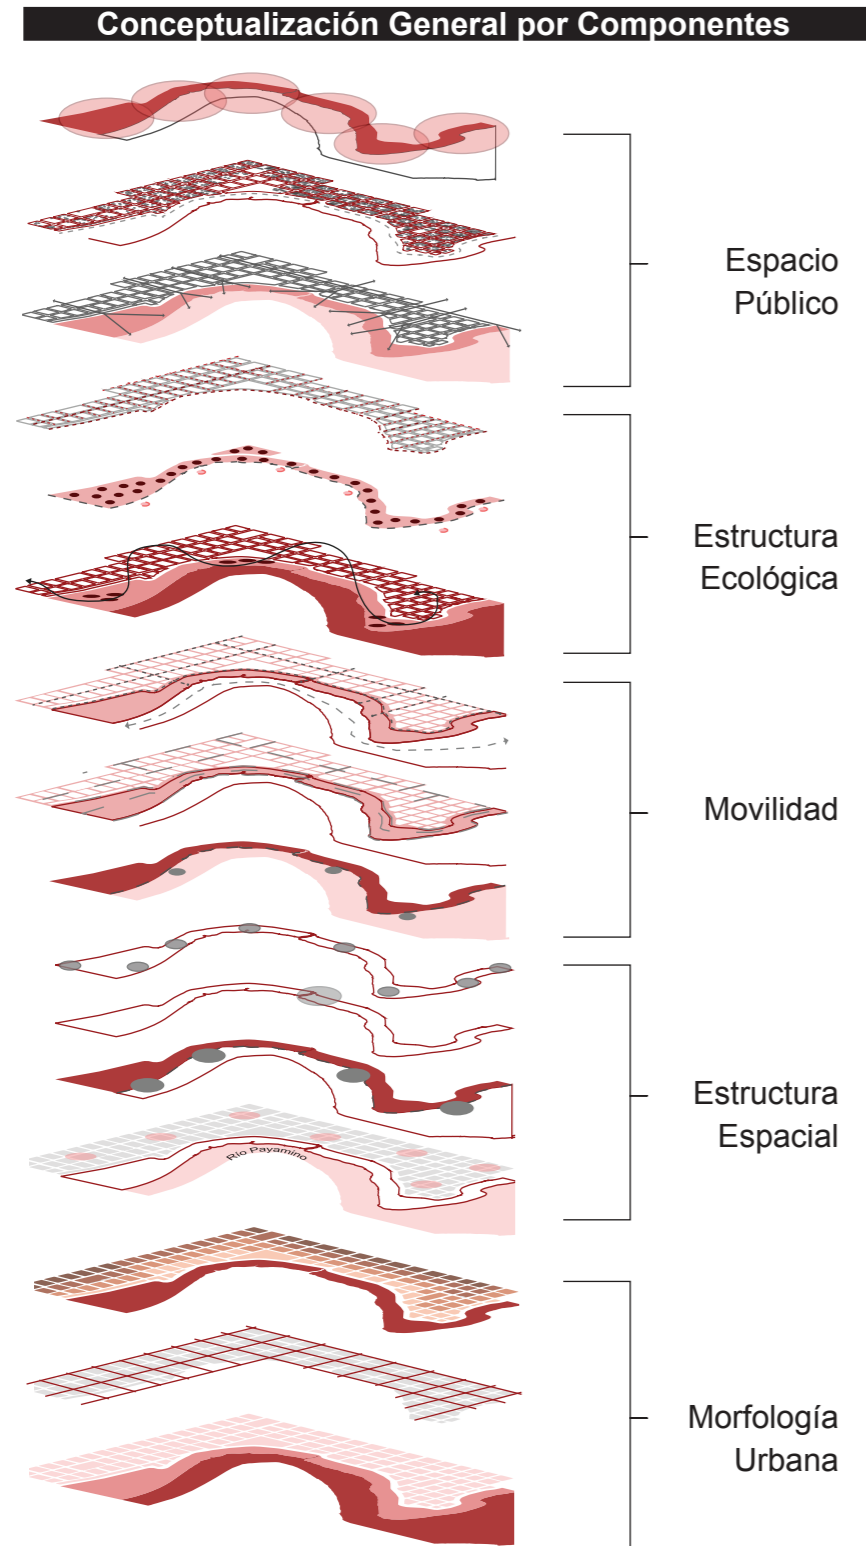 Conceptualización General por Componentes
Espacio
Público
Estructura
Ecológica
Movilidad
Estructura
Espacial
Río Payamino
Morfología
Urbana